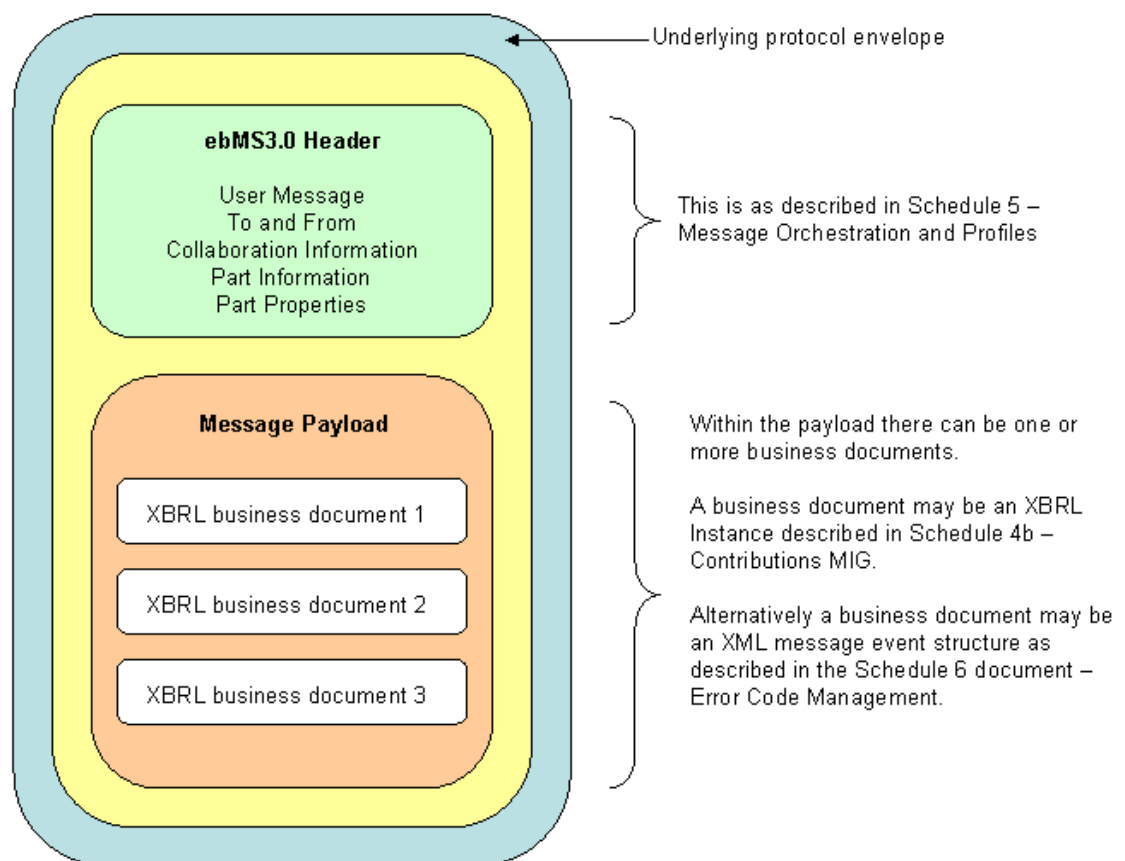 Underlying protocol envelope
ebMS3.0 Header
User Message
To and From
Collaboration Information
Part Information
Part Properties
This is as described in Schedule 5 –
Message Orchestration and Profiles
Message Payload
XBRL business document 1
XBRL business document 2
XBRL business document 3
Within the payload there can be one or
more business documents.
A business document may be an XBRL
Instance described in Schedule 4b –
Contributions MIG.
Alternatively a business document may be
an XML message event structure as
described in the Schedule 6 document –
Error Code Management.